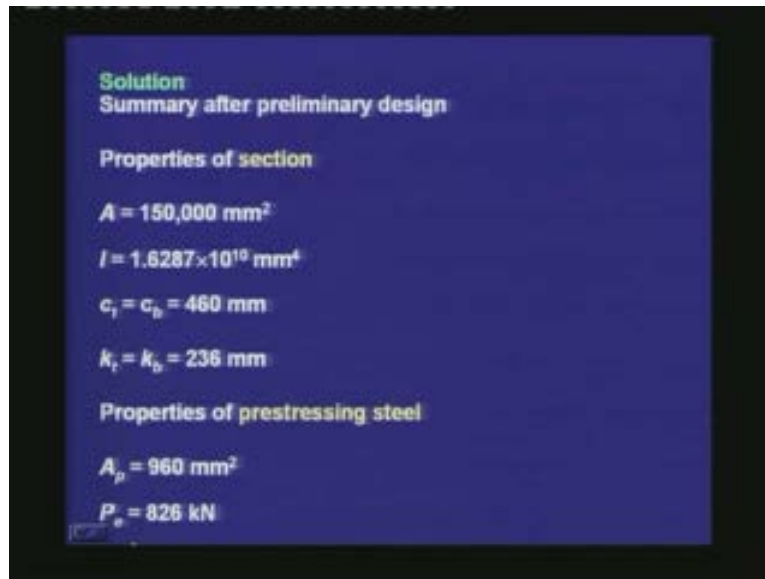 Solution
Summary after preliminary design
Properties of section
A = 150,000 mm²
I = 1.6287×10¹⁰ mm⁴
cₜ = c_b = 460 mm
kₜ = k_b = 236 mm
Properties of prestressing steel
Aₚ = 960 mm²
Pₑ = 826 kN